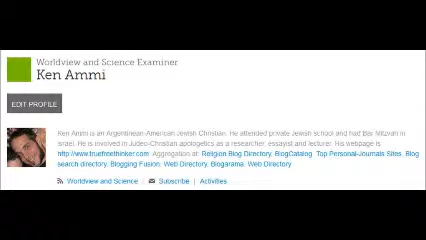 Worldview and Science Examiner
Ken Ammi
EDIT PROFILE
Ken Ammi is an Argentinean-American Jewish Christian. He attended private Jewish school and had Bar Mitzvah in
Israel. He is involved in Judeo-Christian apologetics as a researcher, essayist and lecturer. His webpage is
http://www.truefreethinker.com Aggregation at: Religion Blog Directory, BlogCatalog Top Personal-Journals Sites, Blog
search directory, Blogging Fusion, Web Directory, Blogarama, Web Directory
Worldview and Science | Subscribe | Activities